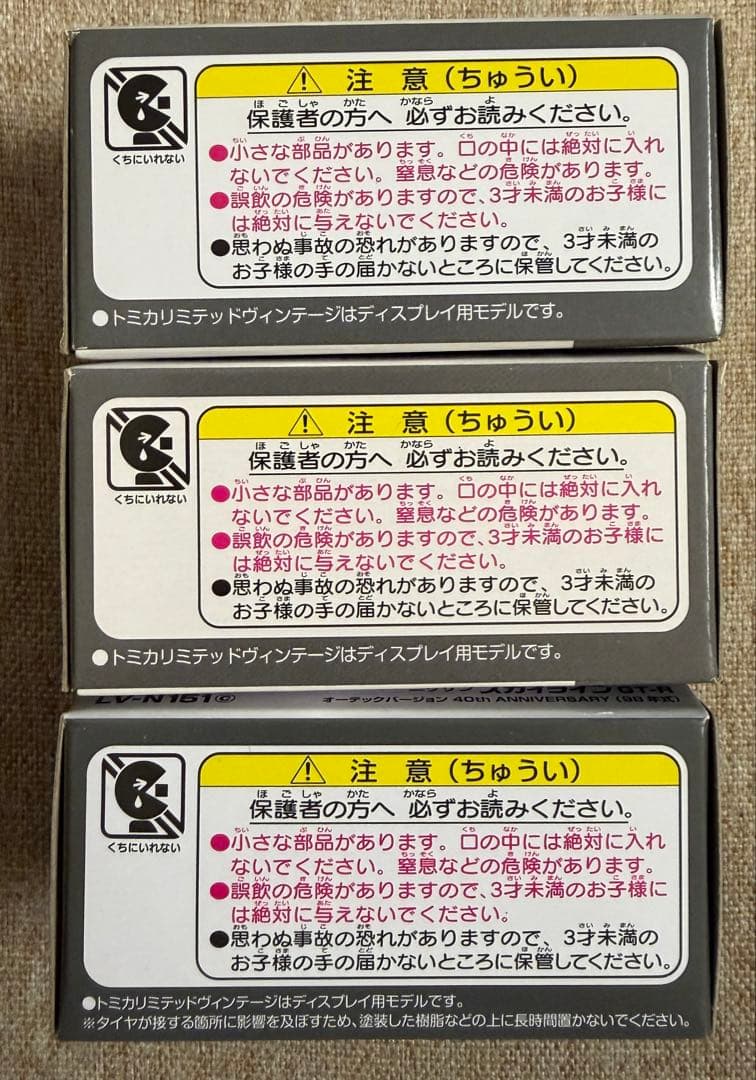 くちにいれない
⚠ 注 意 (ちゅうい)
保護者の方へ 必ずお読みください。
●小さな部品があります。口の中には絶対に入れ
ないでください。窒息などの危険があります。
●誤飲の危険がありますので、3才未満のお子様に
は絶対に与えないでください。
●思わぬ事故の恐れがありますので、3才未満の
お子様の手の届かないところに保管してください。
●トミカリミテッドヴィンテージはディスプレイ用モデルです。
くちにいれない
⚠ 注 意 (ちゅうい)
保護者の方へ 必ずお読みください。
●小さな部品があります。口の中には絶対に入れ
ないでください。窒息などの危険があります。
●誤飲の危険がありますので、3才未満のお子様に
は絶対に与えないでください。
●思わぬ事故の恐れがありますので、3才未満の
お子様の手の届かないところに保管してください。
●トミカリミテッドヴィンテージはディスプレイ用モデルです。
LV-N151© スカイライン GT-R
オーテックバージョン 40th ANNIVERSARY (98年式)
くちにいれない
⚠ 注 意 (ちゅうい)
保護者の方へ 必ずお読みください。
●小さな部品があります。口の中には絶対に入れ
ないでください。窒息などの危険があります。
●誤飲の危険がありますので、3才未満のお子様に
は絶対に与えないでください。
●思わぬ事故の恐れがありますので、3才未満の
お子様の手の届かないところに保管してください。
●トミカリミテッドヴィンテージはディスプレイ用モデルです。
※タイヤが接する箇所に影響を及ぼすため、塗装した樹脂などの上に長時間置かないでください。